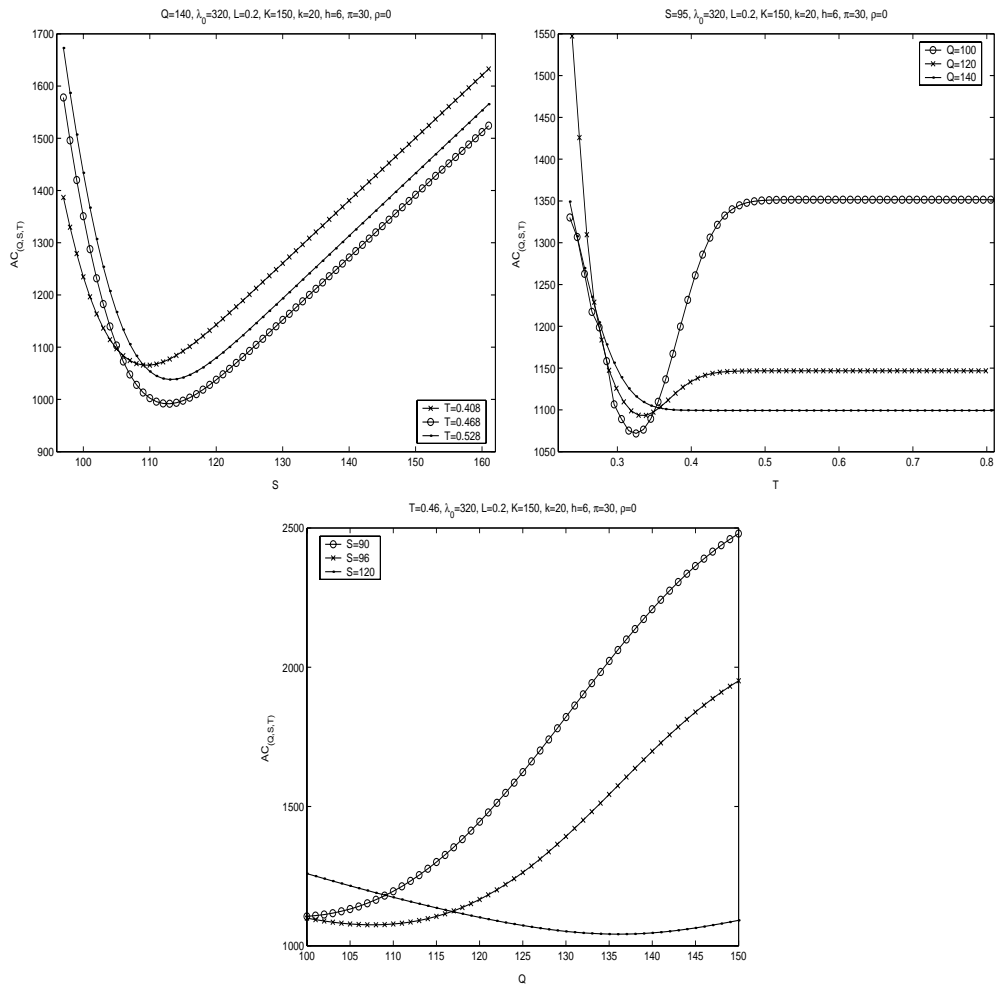 Q=140, λ0=320, L=0.2, K=150, k=20, h=6, π=30, ρ=0
1700
1600
1500
1400
1300
1200
1100
1000
900
AC(Q,S,T)
100
110
120
130
140
150
160
S
T=0.408
T=0.468
T=0.528
S=95, λ0=320, L=0.2, K=150, k=20, h=6, π=30, ρ=0
1550
1500
1450
1400
1350
1300
1250
1200
1150
1100
1050
AC(Q,S,T)
0.3
0.4
0.5
0.6
0.7
0.8
T
Q=100
Q=120
Q=140
T=0.46, λ0=320, L=0.2, K=150, k=20, h=6, π=30, ρ=0
2500
2000
1500
1000
AC(Q,S,T)
100
105
110
115
120
125
130
135
140
145
150
Q
S=90
S=96
S=120